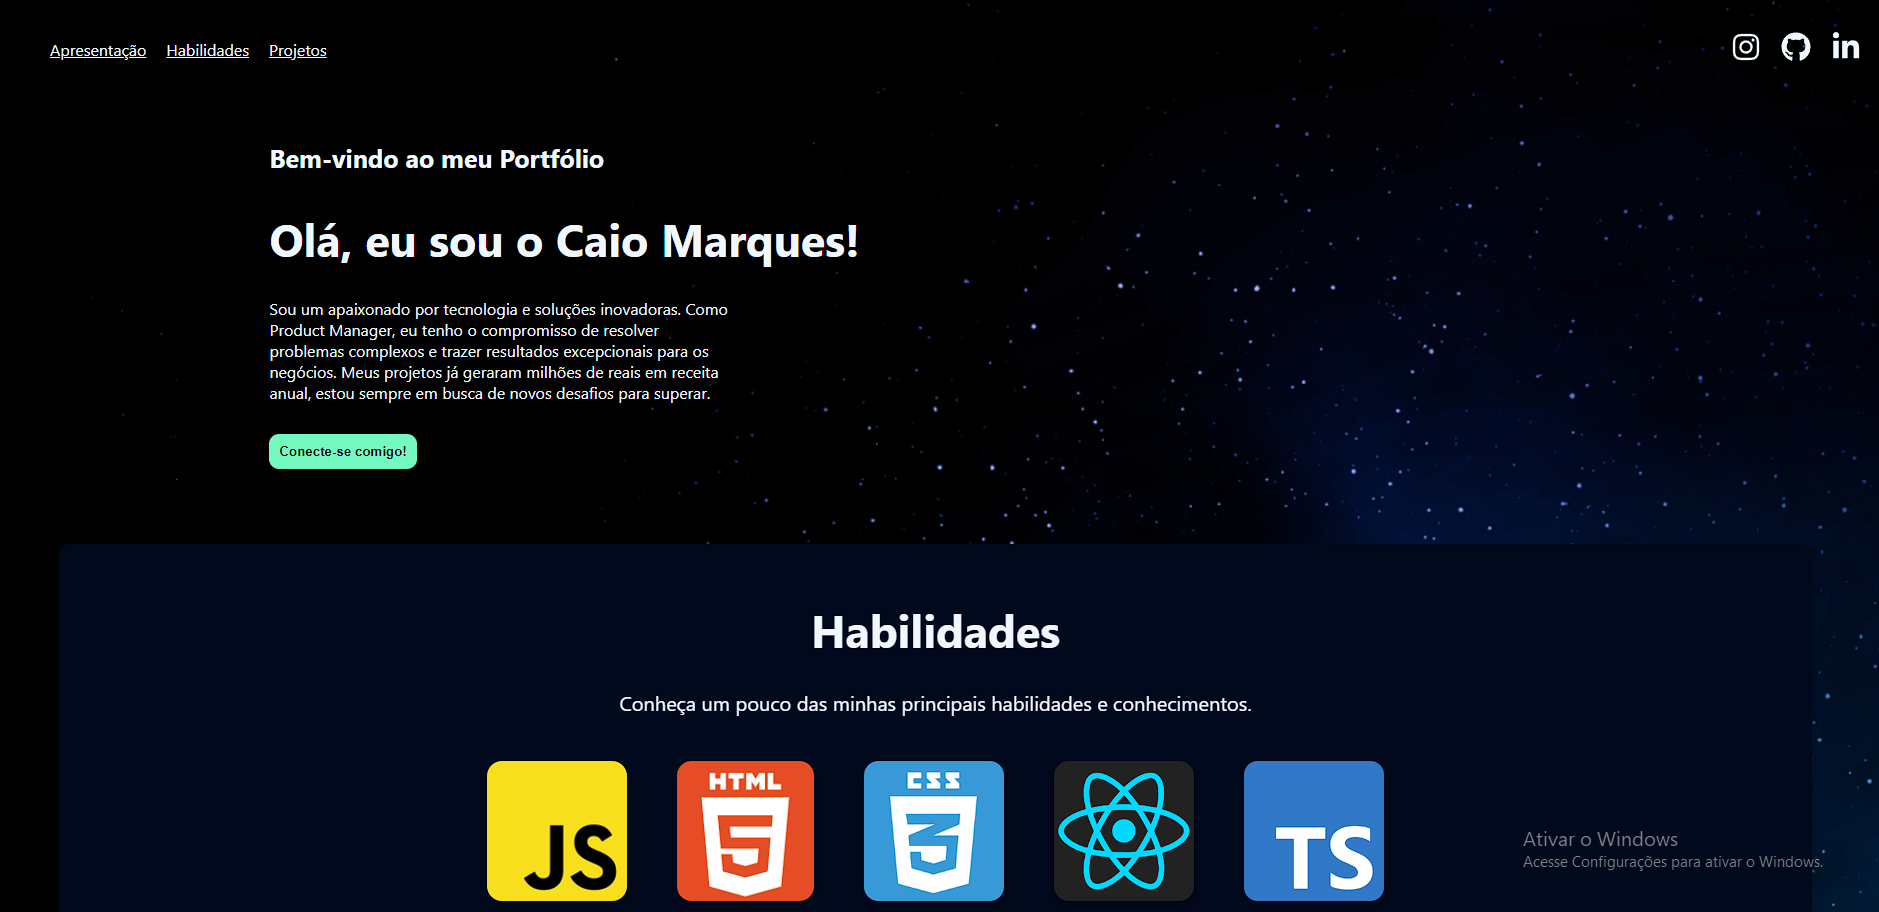 Apresentação Habilidades Projetos
in
Bem-vindo ao meu Portfólio
Olá, eu sou o Caio Marques!
Sou um apaixonado por tecnologia e soluções inovadoras. Como
Product Manager, eu tenho o compromisso de resolver
problemas complexos e trazer resultados excepcionais para os
negócios. Meus projetos já geraram milhões de reais em receita
anual, estou sempre em busca de novos desafios para superar.
Conecte-se comigo!
Habilidades
Conheça um pouco das minhas principais habilidades e conhecimentos.
JS
HTML
5
CSS
3
TS
Ativar o Windows
Acesse Configurações para ativar o Windows.